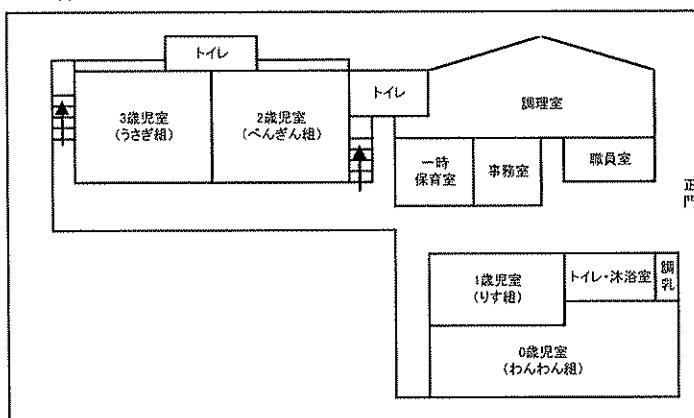 トイレ
3歳児室
(うさぎ組)
2歳児室
(ぺんぎん組)
トイレ
調理室
一時
保育室
事務室
職員室
正
門
1歳児室
(りす組)
トイレ・沐浴室
調
乳
0歳児室
(わんわん組)